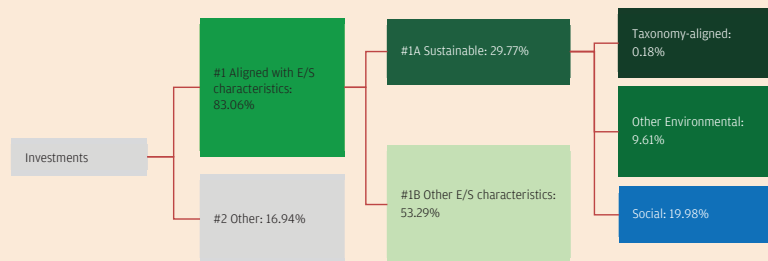 Investments
#1 Aligned with E/S
characteristics:
83.06%
#2 Other: 16.94%
#1A Sustainable: 29.77%
#1B Other E/S characteristics:
53.29%
Taxonomy-aligned:
0.18%
Other Environmental:
9.61%
Social: 19.98%